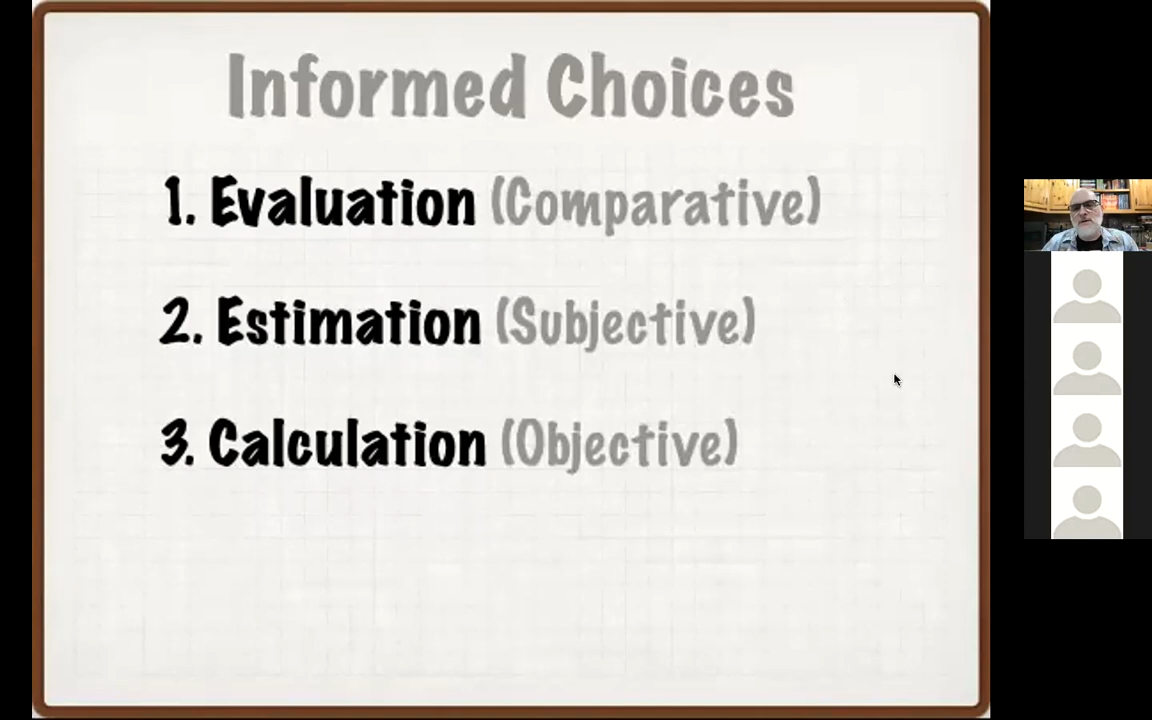 Informed Choices
1. Evaluation (Comparative)
2. Estimation (Subjective)
3. Calculation (Objective)